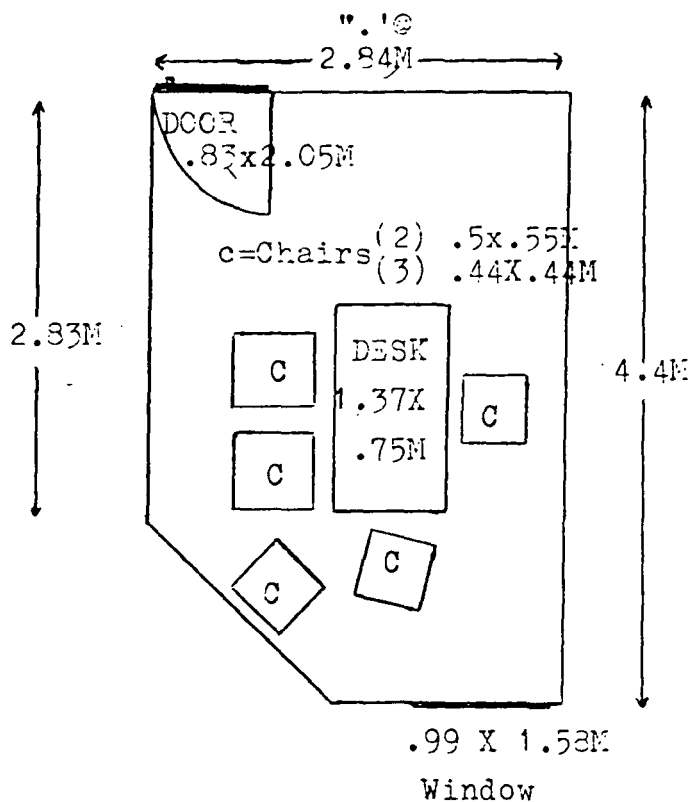 ".'@
2.84M
DOOR
.83x2.05M
c=Chairs (2) .5x.55M
(3) .44X.44M
2.83M
DESK
1.37X
.75M
4.4M
C
C
C
C
C
.99 X 1.58M
Window